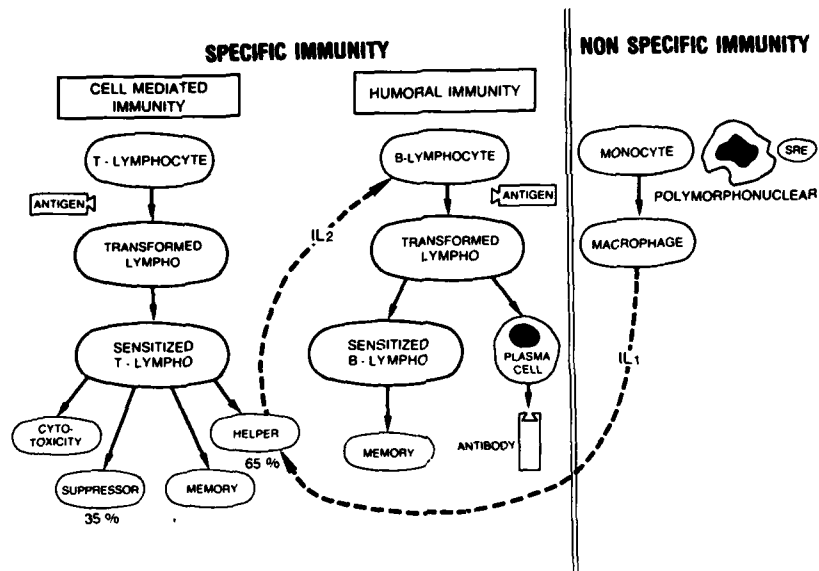 SPECIFIC IMMUNITY
NON SPECIFIC IMMUNITY
CELL MEDIATED
IMMUNITY
HUMORAL IMMUNITY
T - LYMPHOCYTE
B-LYMPHOCYTE
MONOCYTE
SRE
POLYMORPHONUCLEAR
ANTIGEN
ANTIGEN
IL2
TRANSFORMED
LYMPHO
TRANSFORMED
LYMPHO
MACROPHAGE
SENSITIZED
T - LYMPHO
SENSITIZED
B - LYMPHO
PLASMA
CELL
IL1
CYTO-
TOXICITY
HELPER
65 %
MEMORY
ANTIBODY
SUPPRESSOR
35 %
MEMORY